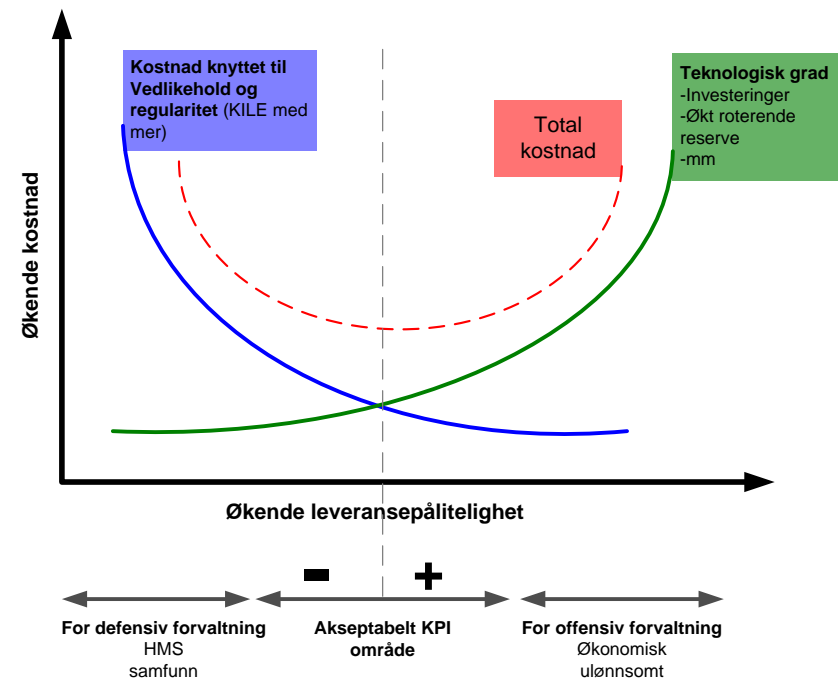 Kostnad knyttet til
Vedlikehold og
regularitet (KILE med
mer)
Total
kostnad
Teknologisk grad
-Investeringer
-Økt roterende
reserve
-mm
Økende kostnad
Økende leveransepålitelighet
- +
For defensiv forvaltning
HMS
samfunn
Akseptabelt KPI
område
For offensiv forvaltning
Økonomisk
ulønnsomt